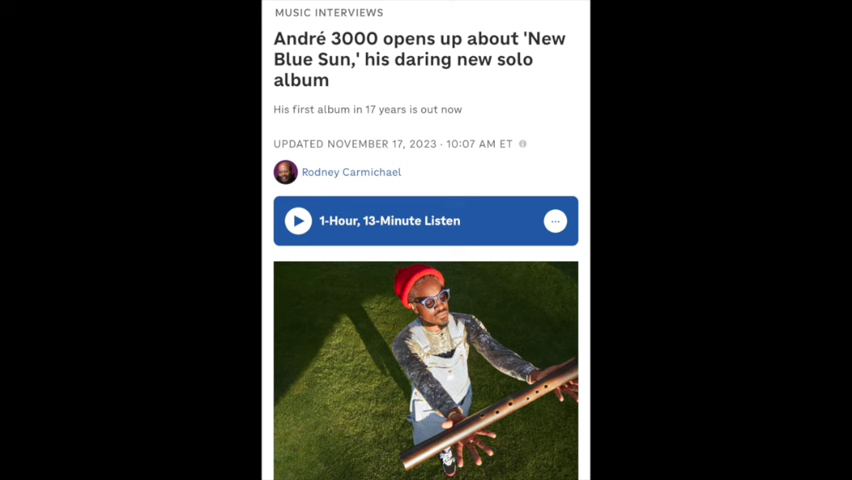 MUSIC INTERVIEWS
André 3000 opens up about 'New
Blue Sun,' his daring new solo
album
His first album in 17 years is out now
UPDATED NOVEMBER 17, 2023 · 10:07 AM ET
Rodney Carmichael
1-Hour, 13-Minute Listen